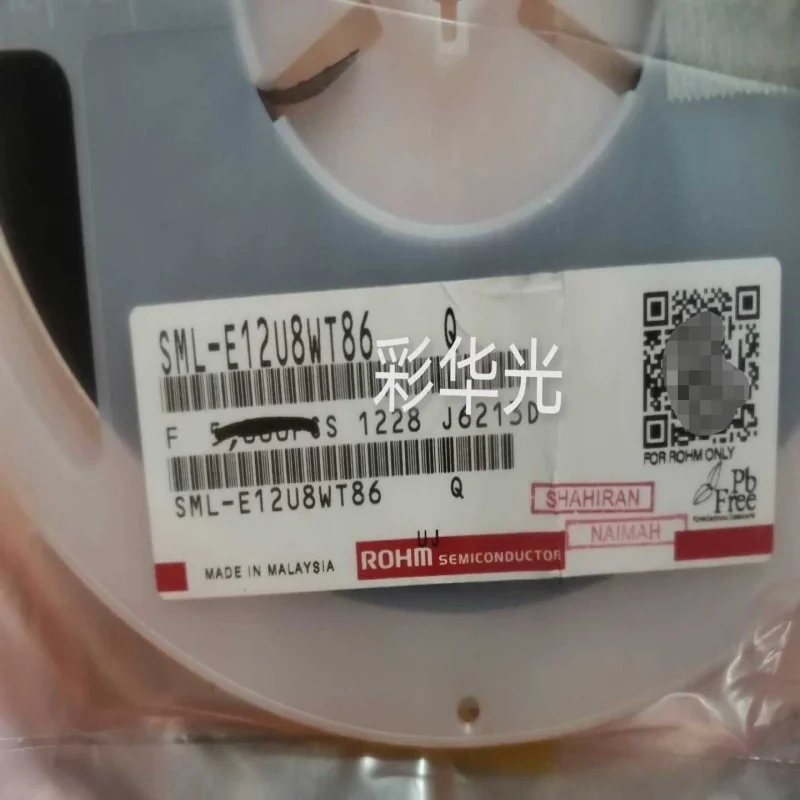 SML-E12U8WT86 Q
彩华光
F S 1228 J6215D
SML-E12U8WT86 Q
FOR ROHM ONLY
Pb
Free
SHAHIRAN
NAIMAH
UJ
MADE IN MALAYSIA
ROHM SEMICONDUCTOR